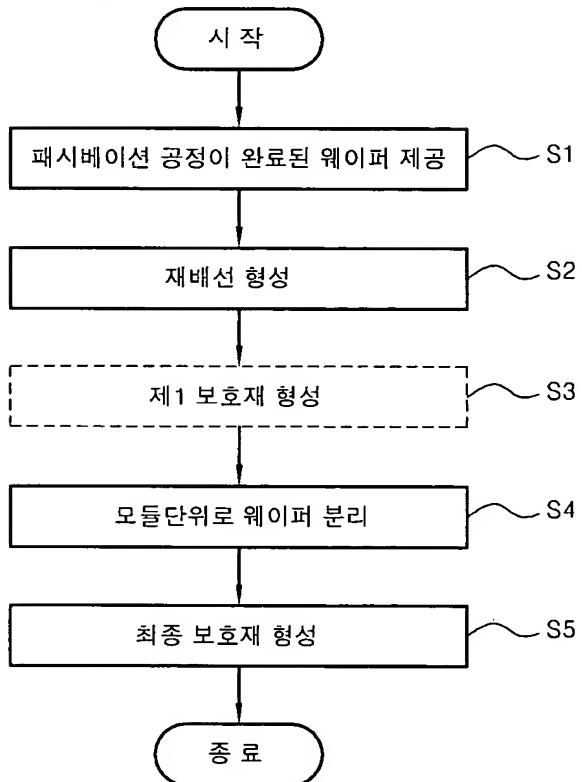 시 작
패시베이션 공정이 완료된 웨이퍼 제공
S1
재배선 형성
S2
제1 보호재 형성
S3
모듈단위로 웨이퍼 분리
S4
최종 보호재 형성
S5
종 료